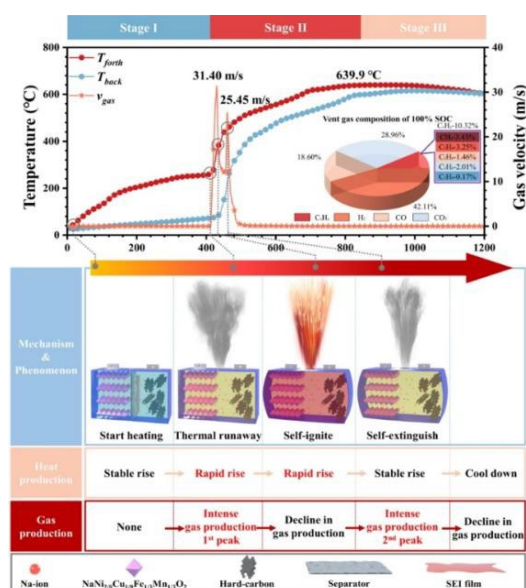 Stage I
Stage II
Stage III
800
600
400
200
0
Temperature (℃)
T_forth
T_back
v_gas
31.40 m/s
25.45 m/s
639.9 ℃
Vent gas composition of 100% SOC
28.96%
18.60%
42.11%
H₂
CO
CO₂
40
30
20
10
0
Gas velocity (m/s)
0
200
400
600
800
1000
1200
Mechanism
&
Phenomenon
Start heating
Thermal runaway
Self-ignite
Self-extinguish
Heat
production
Stable rise
Rapid rise
Rapid rise
Stable rise
Cool down
Gas
production
None
Intense
gas production
1st peak
Decline in
gas production
Intense
gas production
2nd peak
Decline in
gas production
Na-ion
Hard-carbon
Separator
SEI film